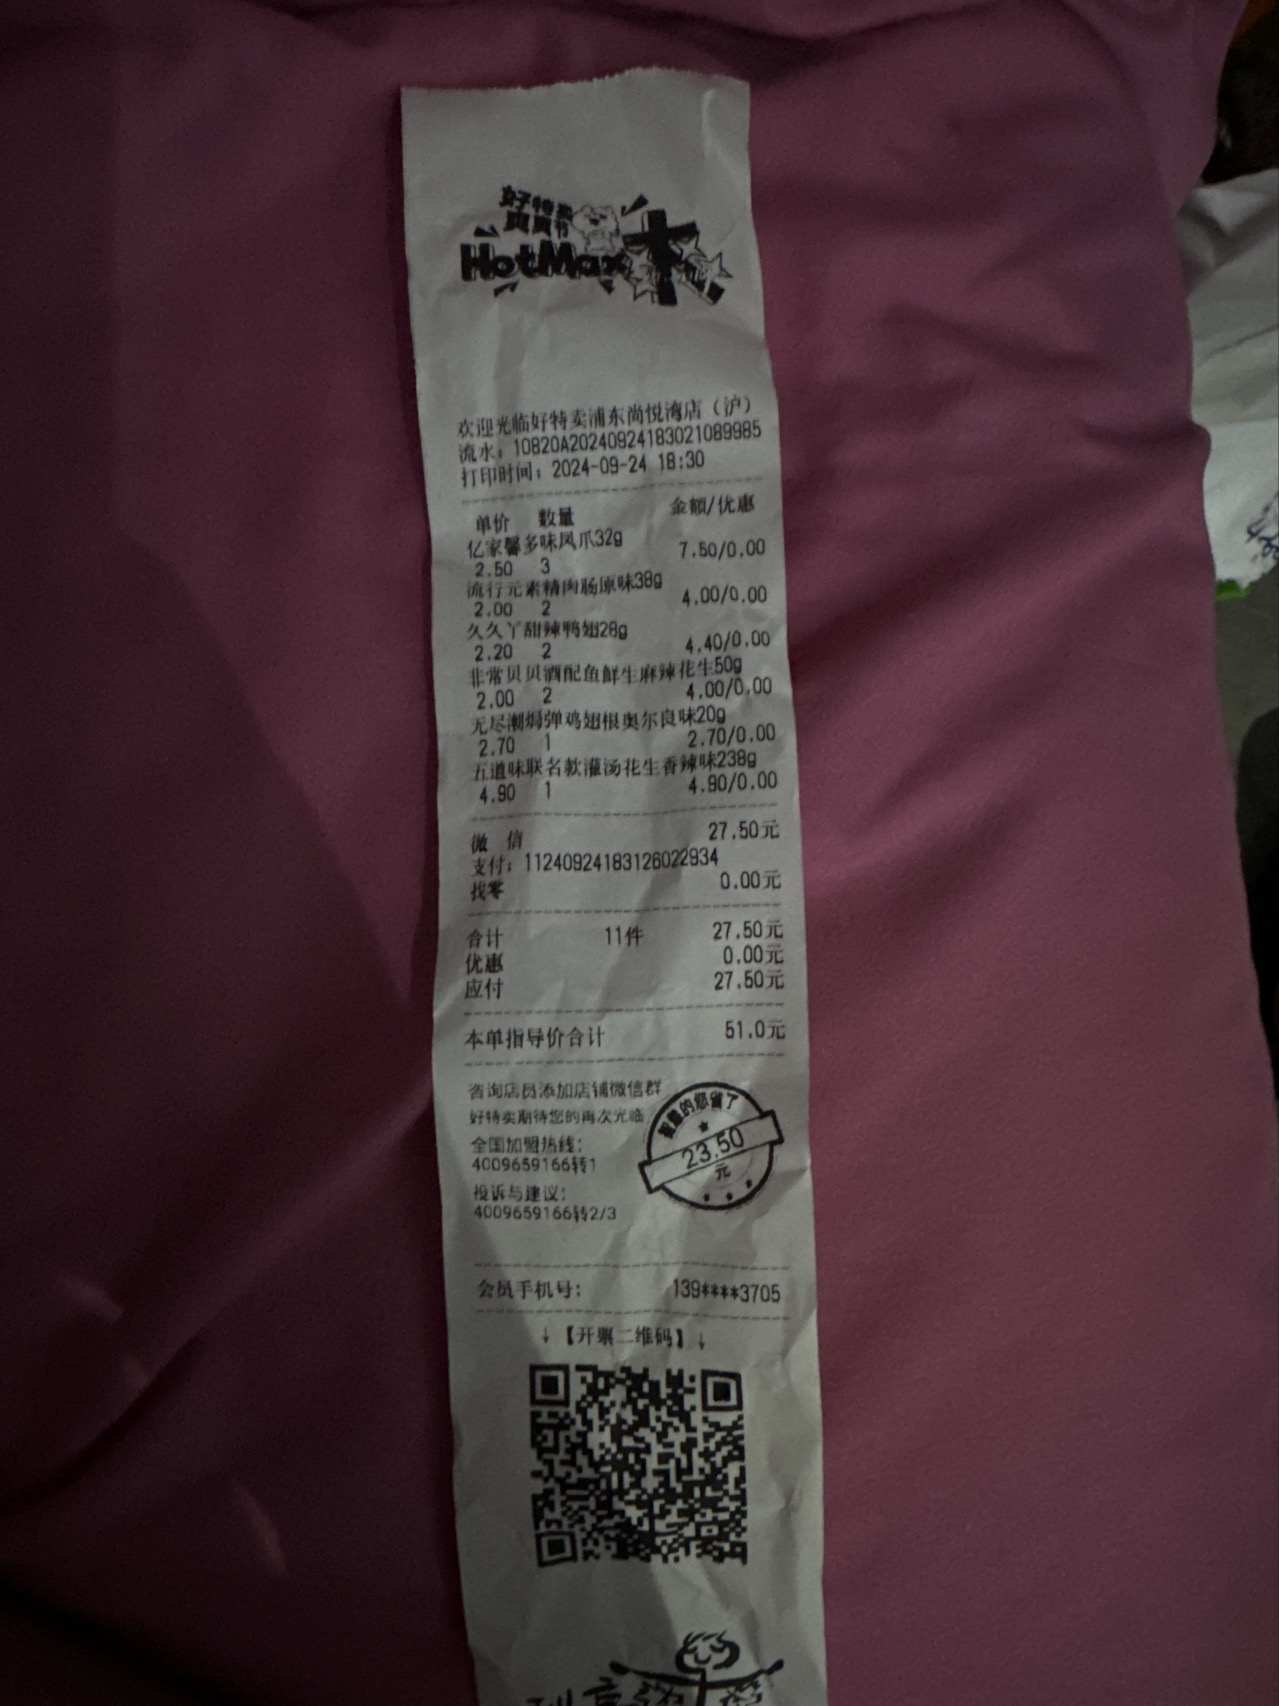 好特卖
爽爽节
HotMax
欢迎光临好特卖浦东尚悦湾店（沪）
流水：10820A20240924183021089985
打印时间：2024-09-24 18:30
单价 数量 金额/优惠
亿家馨多味凤爪32g
2.50 3 7.50/0.00
流行元素精肉肠原味38g
2.00 2 4.00/0.00
久久丫甜辣鸭翅28g
2.20 2 4.40/0.00
非常贝贝酒配鱼鲜生麻辣花生50g
2.00 2 4.00/0.00
无尽潮焗弹鸡翅根奥尔良味20g
2.70 1 2.70/0.00
五道味联名款灌汤花生香辣味238g
4.90 1 4.90/0.00
微 信 27.50元
支付：11240924183126022934
找零 0.00元
合计 11件 27.50元
优惠 0.00元
应付 27.50元
本单指导价合计 51.0元
咨询店员添加店铺微信群
好特卖期待您的再次光临
全国加盟热线：
4009659166转1
投诉与建议：
4009659166转2/3
智慧的您省了
23.50
元
会员手机号： 139****3705
↓【开票二维码】↓